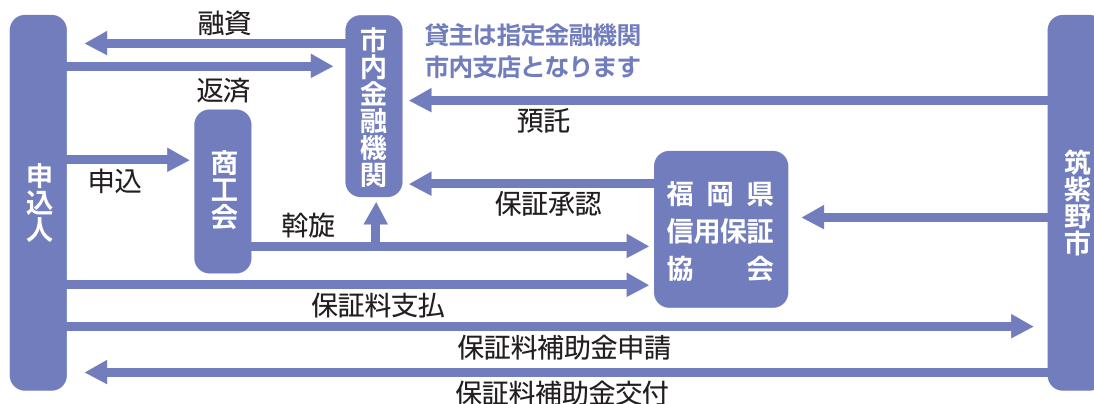 融資
市内金融機関
貸主は指定金融機関
市内支店となります
返済
預託
申込人
商工会
申込
福岡県
信用保証
協会
筑紫野市
保証承認
斡旋
保証料支払
保証料補助金申請
保証料補助金交付